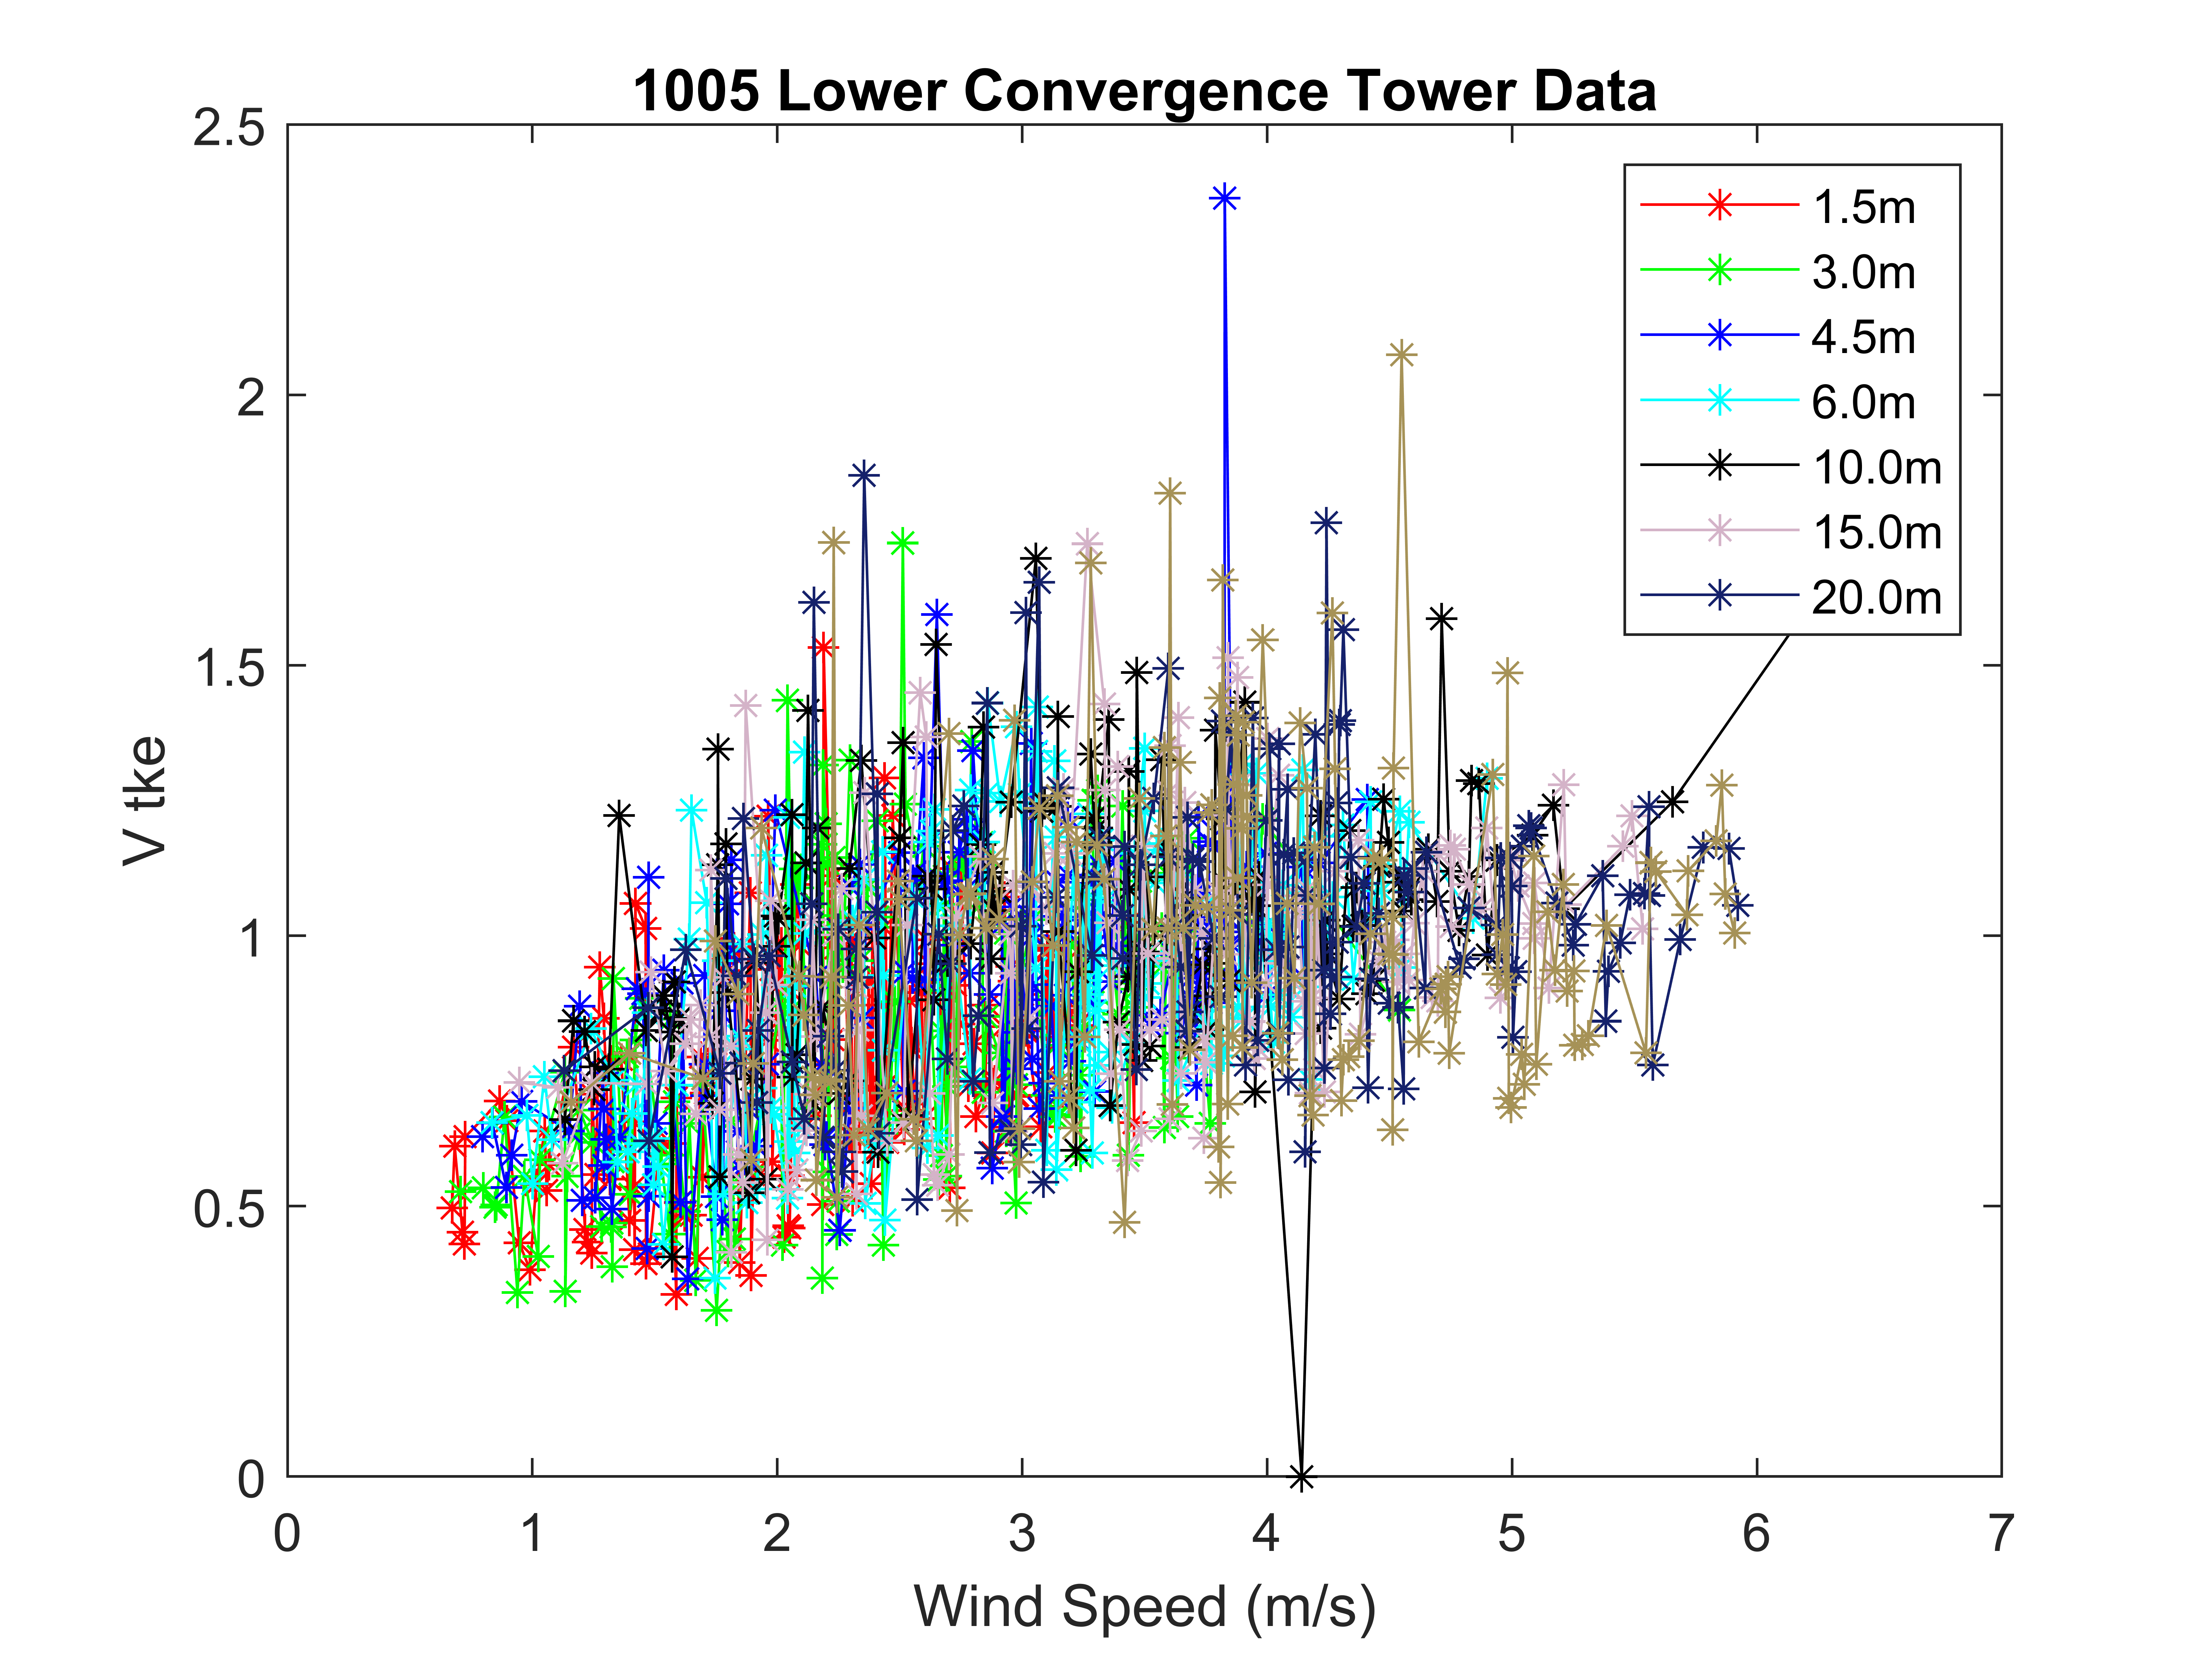 1005 Lower Convergence Tower Data
2.5
2
1.5
1
0.5
0
V tke
0 1 2 3 4 5 6 7
Wind Speed (m/s)
1.5m
3.0m
4.5m
6.0m
10.0m
15.0m
20.0m